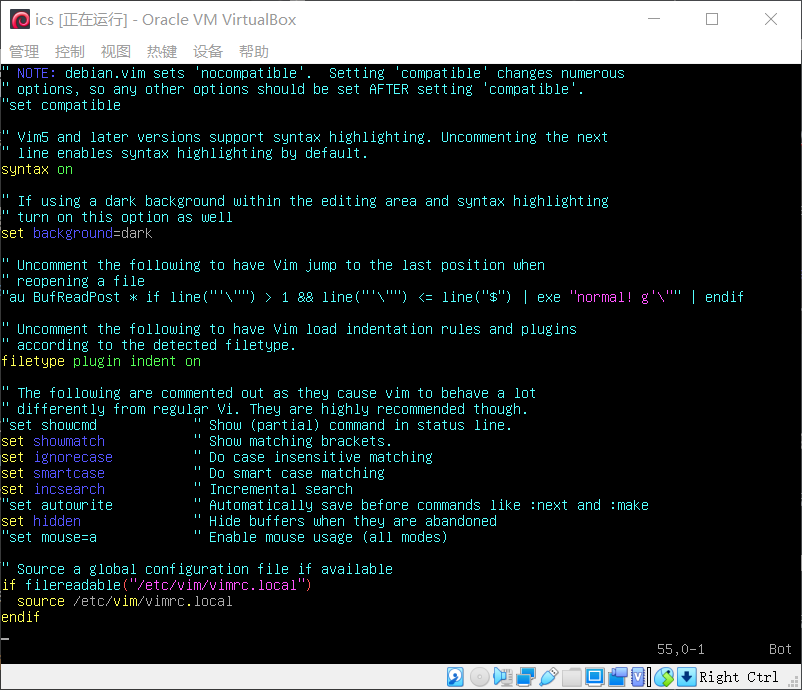 ics [正在运行] - Oracle VM VirtualBox
管理 控制 视图 热键 设备 帮助
" NOTE: debian.vim sets 'nocompatible'.  Setting 'compatible' changes numerous
" options, so any other options should be set AFTER setting 'compatible'.
"set compatible
" Vim5 and later versions support syntax highlighting. Uncommenting the next
" line enables syntax highlighting by default.
syntax on
" If using a dark background within the editing area and syntax highlighting
" turn on this option as well
set background=dark
" Uncomment the following to have Vim jump to the last position when
" reopening a file
"au BufReadPost * if line("'\"") > 1 && line("'\"") <= line("$") | exe "normal! g'\"" | endif
" Uncomment the following to have Vim load indentation rules and plugins
" according to the detected filetype.
filetype plugin indent on
" The following are commented out as they cause vim to behave a lot
" differently from regular Vi. They are highly recommended though.
"set showcmd            " Show (partial) command in status line.
set showmatch           " Show matching brackets.
set ignorecase          " Do case insensitive matching
set smartcase           " Do smart case matching
set incsearch           " Incremental search
"set autowrite          " Automatically save before commands like :next and :make
set hidden              " Hide buffers when they are abandoned
"set mouse=a            " Enable mouse usage (all modes)
" Source a global configuration file if available
if filereadable("/etc/vim/vimrc.local")
  source /etc/vim/vimrc.local
endif
55,0-1 Bot
Right Ctrl